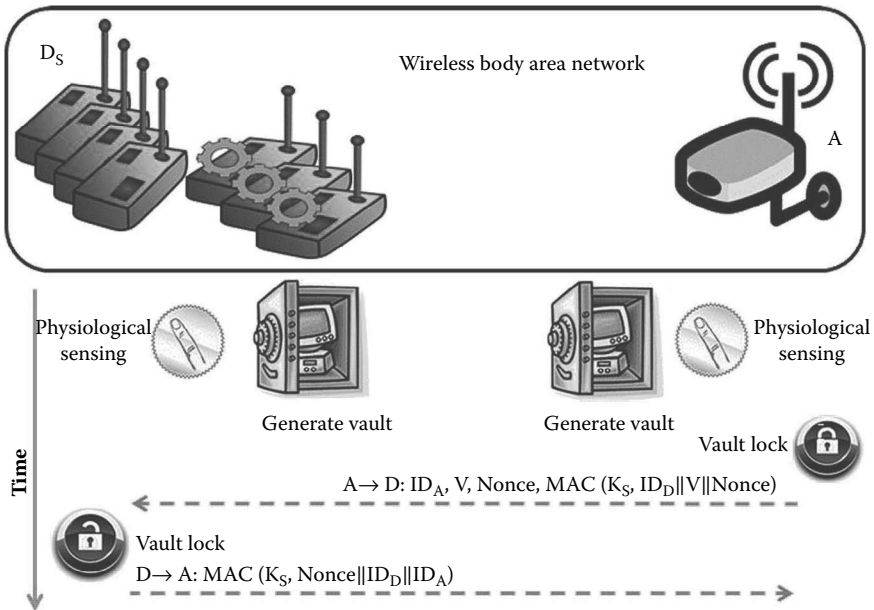 D_S
Wireless body area network
A
Physiological
sensing
Physiological
sensing
Generate vault
Generate vault
Vault lock
Time
A→ D: ID_A, V, Nonce, MAC (K_S, ID_D||V||Nonce)
Vault lock
D→ A: MAC (K_S, Nonce||ID_D||ID_A)